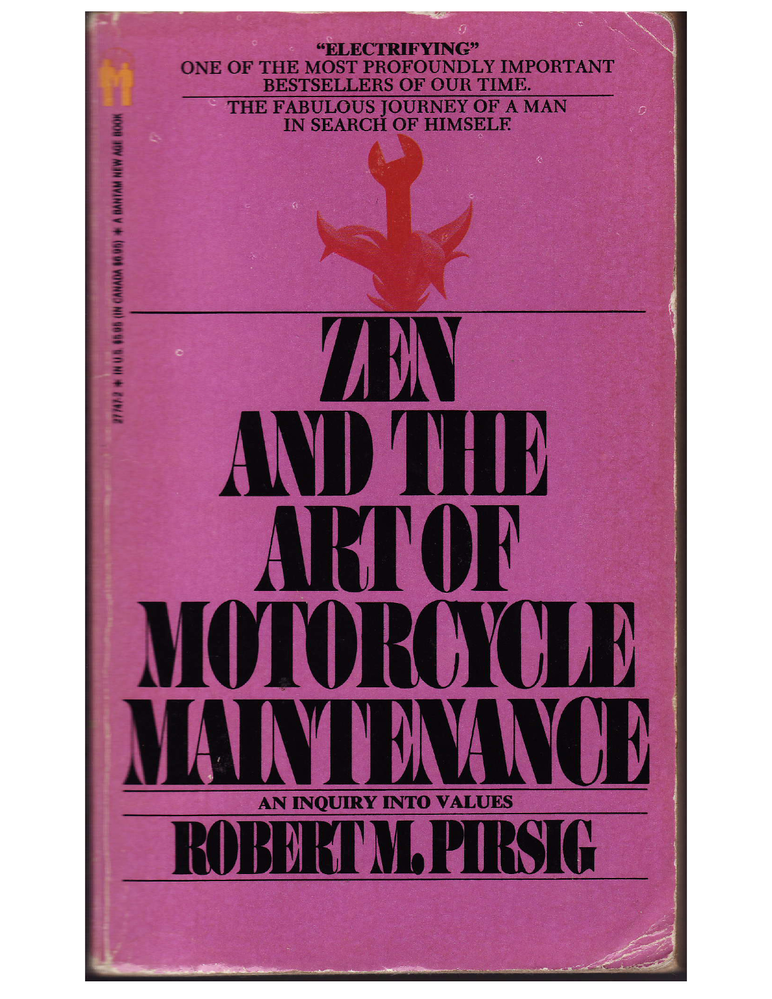 “ELECTRIFYING”
ONE OF THE MOST PROFOUNDLY IMPORTANT
BESTSELLERS OF OUR TIME.
THE FABULOUS JOURNEY OF A MAN
IN SEARCH OF HIMSELF.
ZEN
AND THE
ART OF
MOTORCYCLE
MAINTENANCE
AN INQUIRY INTO VALUES
ROBERT M. PIRSIG
27747-2 * IN U.S. $5.95 (IN CANADA $6.95) * A BANTAM NEW AGE BOOK